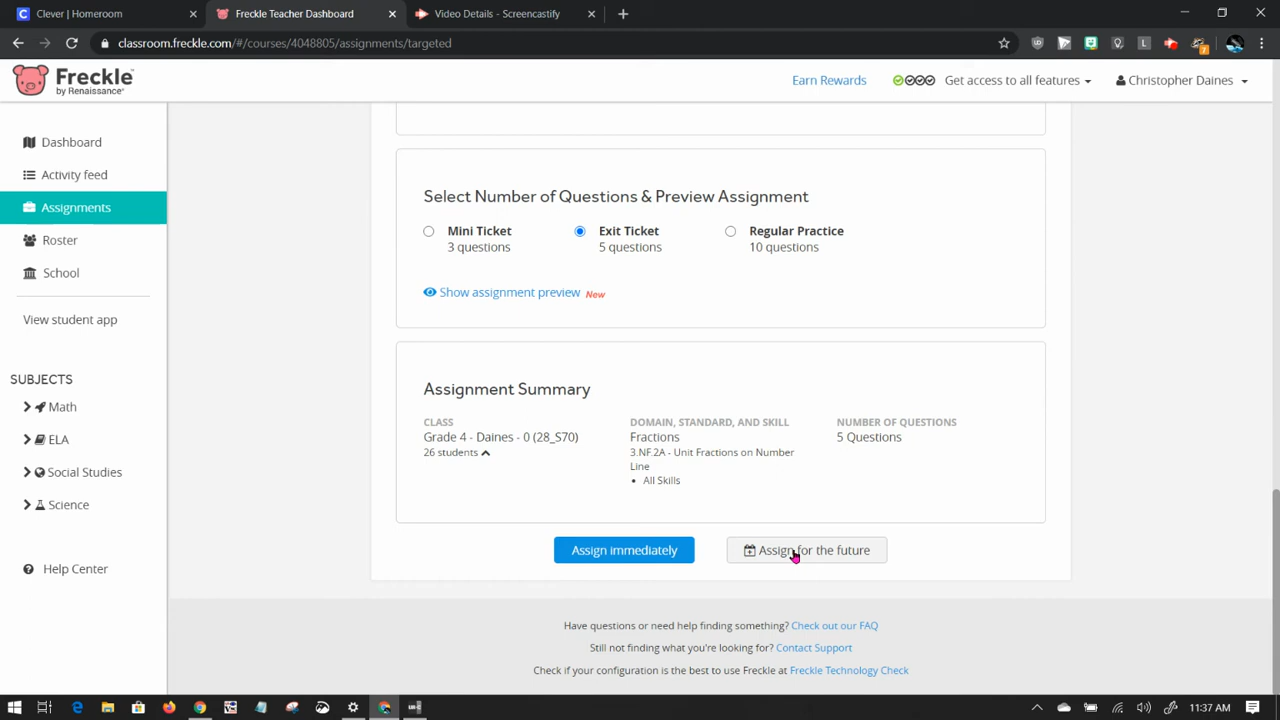 Clever | Homeroom
Freckle Teacher Dashboard
Video Details - Screencastify
classroom.freckle.com/#/courses/4048805/assignments/targeted
Freckle
by Renaissance
Earn Rewards
Get access to all features
Christopher Daines
Dashboard
Activity feed
Assignments
Roster
School
View student app
SUBJECTS
Math
ELA
Social Studies
Science
Help Center
Select Number of Questions & Preview Assignment
Mini Ticket
3 questions
Exit Ticket
5 questions
Regular Practice
10 questions
Show assignment preview New
Assignment Summary
CLASS
Grade 4 - Daines - 0 (28_S70)
26 students
DOMAIN, STANDARD, AND SKILL
Fractions
3.NF.2A - Unit Fractions on Number
Line
All Skills
NUMBER OF QUESTIONS
5 Questions
Assign immediately
Assign for the future
Have questions or need help finding something? Check out our FAQ
Still not finding what you're looking for? Contact Support
Check if your configuration is the best to use Freckle at Freckle Technology Check
11:37 AM